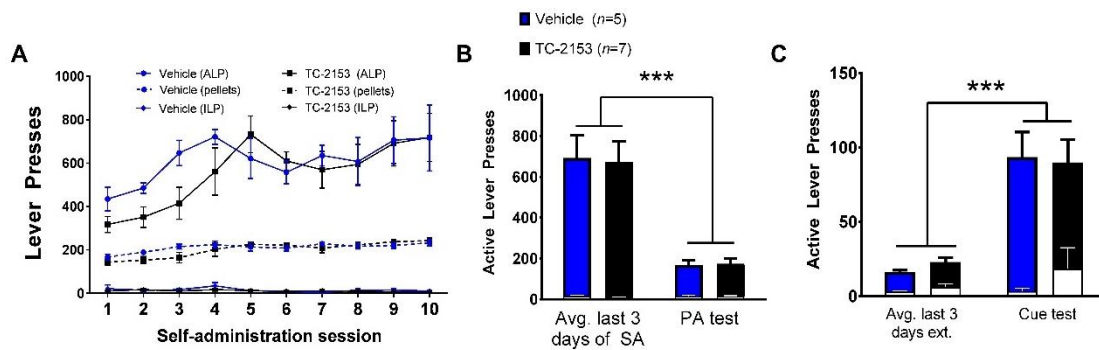 Vehicle (n=5)
TC-2153 (n=7)
A
Vehicle (ALP)
Vehicle (pellets)
Vehicle (ILP)
TC-2153 (ALP)
TC-2153 (pellets)
TC-2153 (ILP)
Lever Presses
1000
800
600
400
200
0
1 2 3 4 5 6 7 8 9 10
Self-administration session
B
***
Active Lever Presses
1000
800
600
400
200
0
Avg. last 3
days of SA
PA test
C
***
Active Lever Presses
150
100
50
0
Avg. last 3
days ext.
Cue test